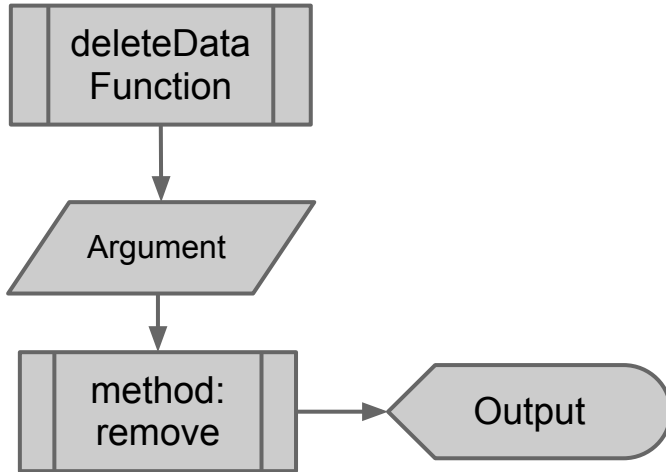 deleteData
Function
Argument
method:
remove
Output